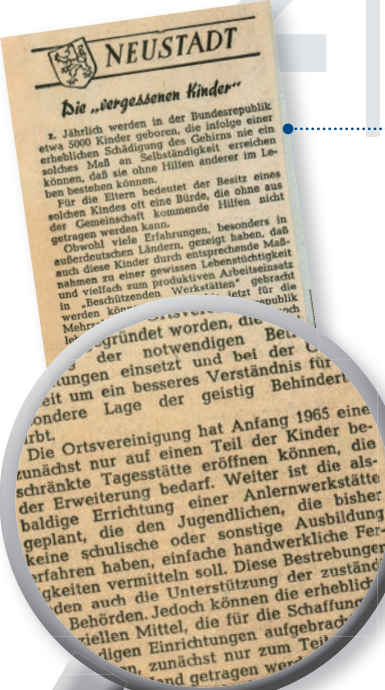 NEUSTADT
Die „vergessenen Kinder“
z. Jährlich werden in der Bundesrepublik
etwa 5000 Kinder geboren, die infolge einer
erheblichen Schädigung des Gehirns nie ein
solches Maß an Selbständigkeit erreichen
können, daß sie ohne Hilfen anderer im Le-
ben bestehen können.
Für die Eltern bedeutet der Besitz eines
solchen Kindes oft eine Bürde, die ohne aus
der Gemeinschaft kommende Hilfen nicht
getragen werden kann.
Obwohl viele Erfahrungen, besonders in
außerdeutschen Ländern, gezeigt haben, daß
auch diese Kinder durch entsprechende Maß-
nahmen zu einer gewissen Lebenstüchtigkeit
und vielfach zum produktiven Arbeitseinsatz
in „Beschützenden Werkstätten“ gebracht
werden jetzt für die
gegründet worden, die
der notwendigen
einsetzt und bei der
um ein besseres Verständnis für
Lage der geistig
Die Ortsvereinigung hat Anfang 1965 eine
zunächst nur auf einen Teil der Kinder be-
schränkte Tagesstätte eröffnen können, die
der Erweiterung bedarf. Weiter ist die als-
baldige Errichtung einer Anlernwerkstätte
geplant, die den Jugendlichen, die bisher
keine schulische oder sonstige Ausbildung
erfahren haben, einfache handwerkliche Fer-
tigkeiten vermitteln soll. Diese Bestrebungen
auch die Unterstützung der
Behörden. Jedoch können die
Mittel, die für die Schaffung
Einrichtungen
zunächst nur zum Teil
getragen